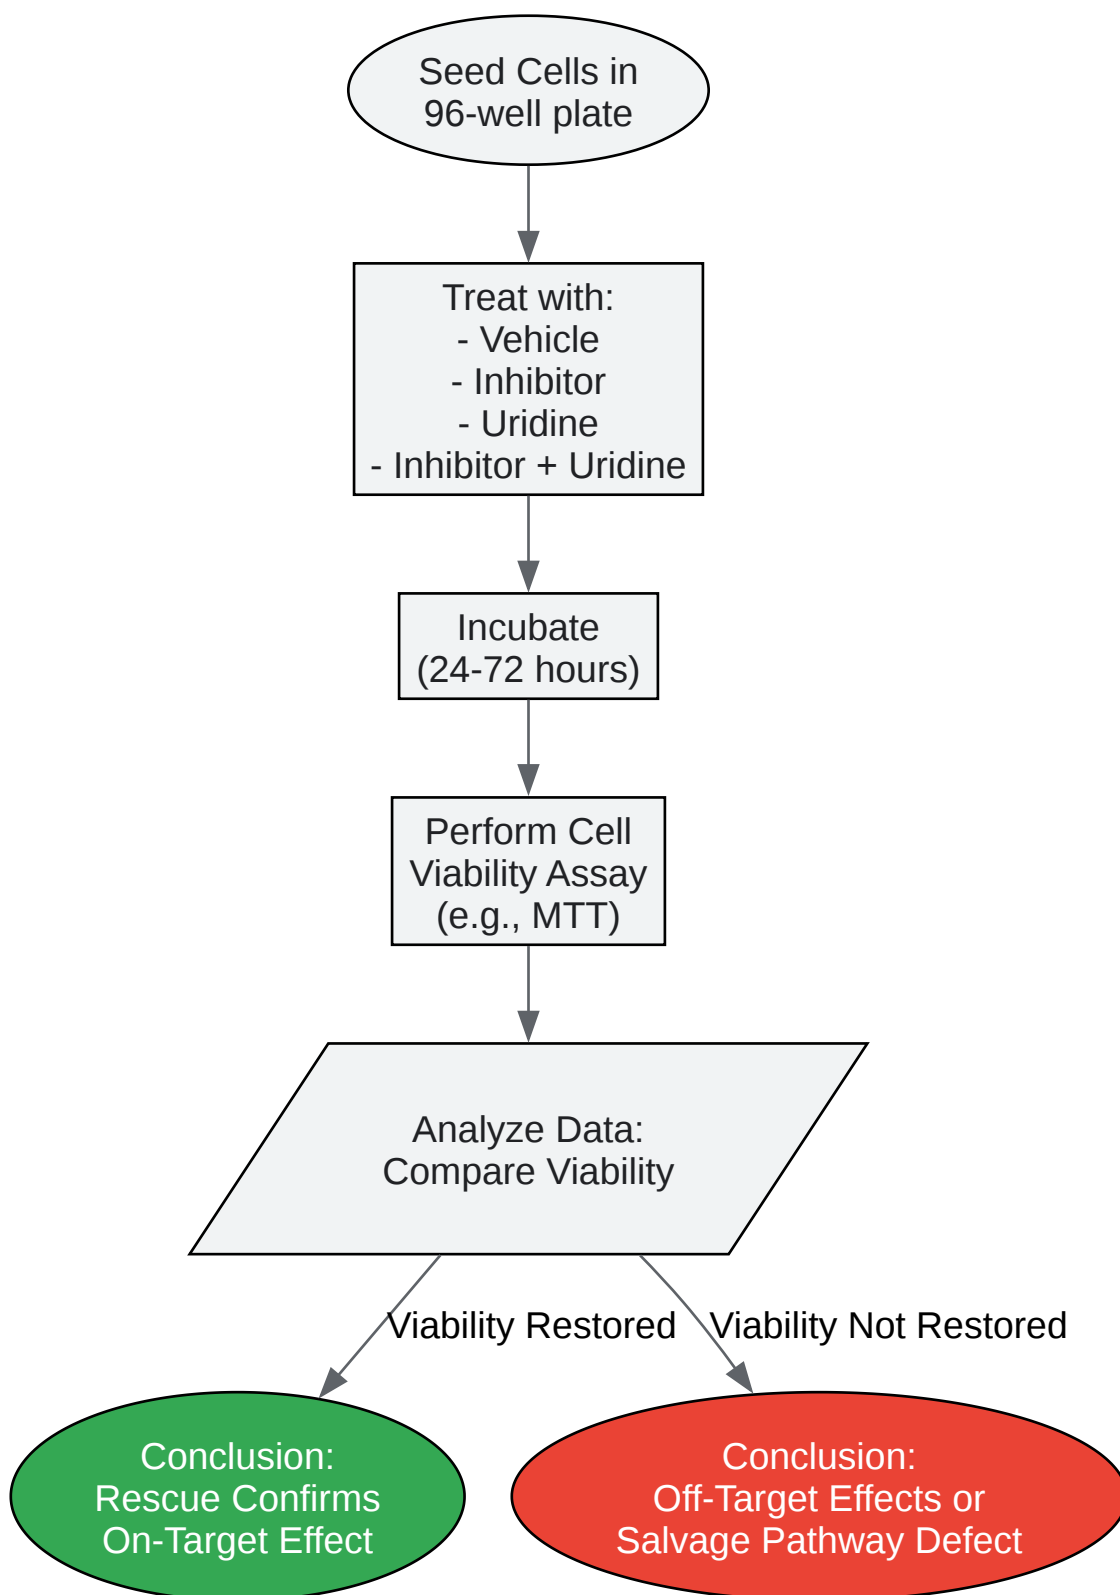 Seed Cells in
96-well plate
Treat with:
- Vehicle
- Inhibitor
- Uridine
- Inhibitor + Uridine
Incubate
(24-72 hours)
Perform Cell
Viability Assay
(e.g., MTT)
Analyze Data:
Compare Viability
Viability Restored
Viability Not Restored
Conclusion:
Rescue Confirms
On-Target Effect
Conclusion:
Off-Target Effects or
Salvage Pathway Defect